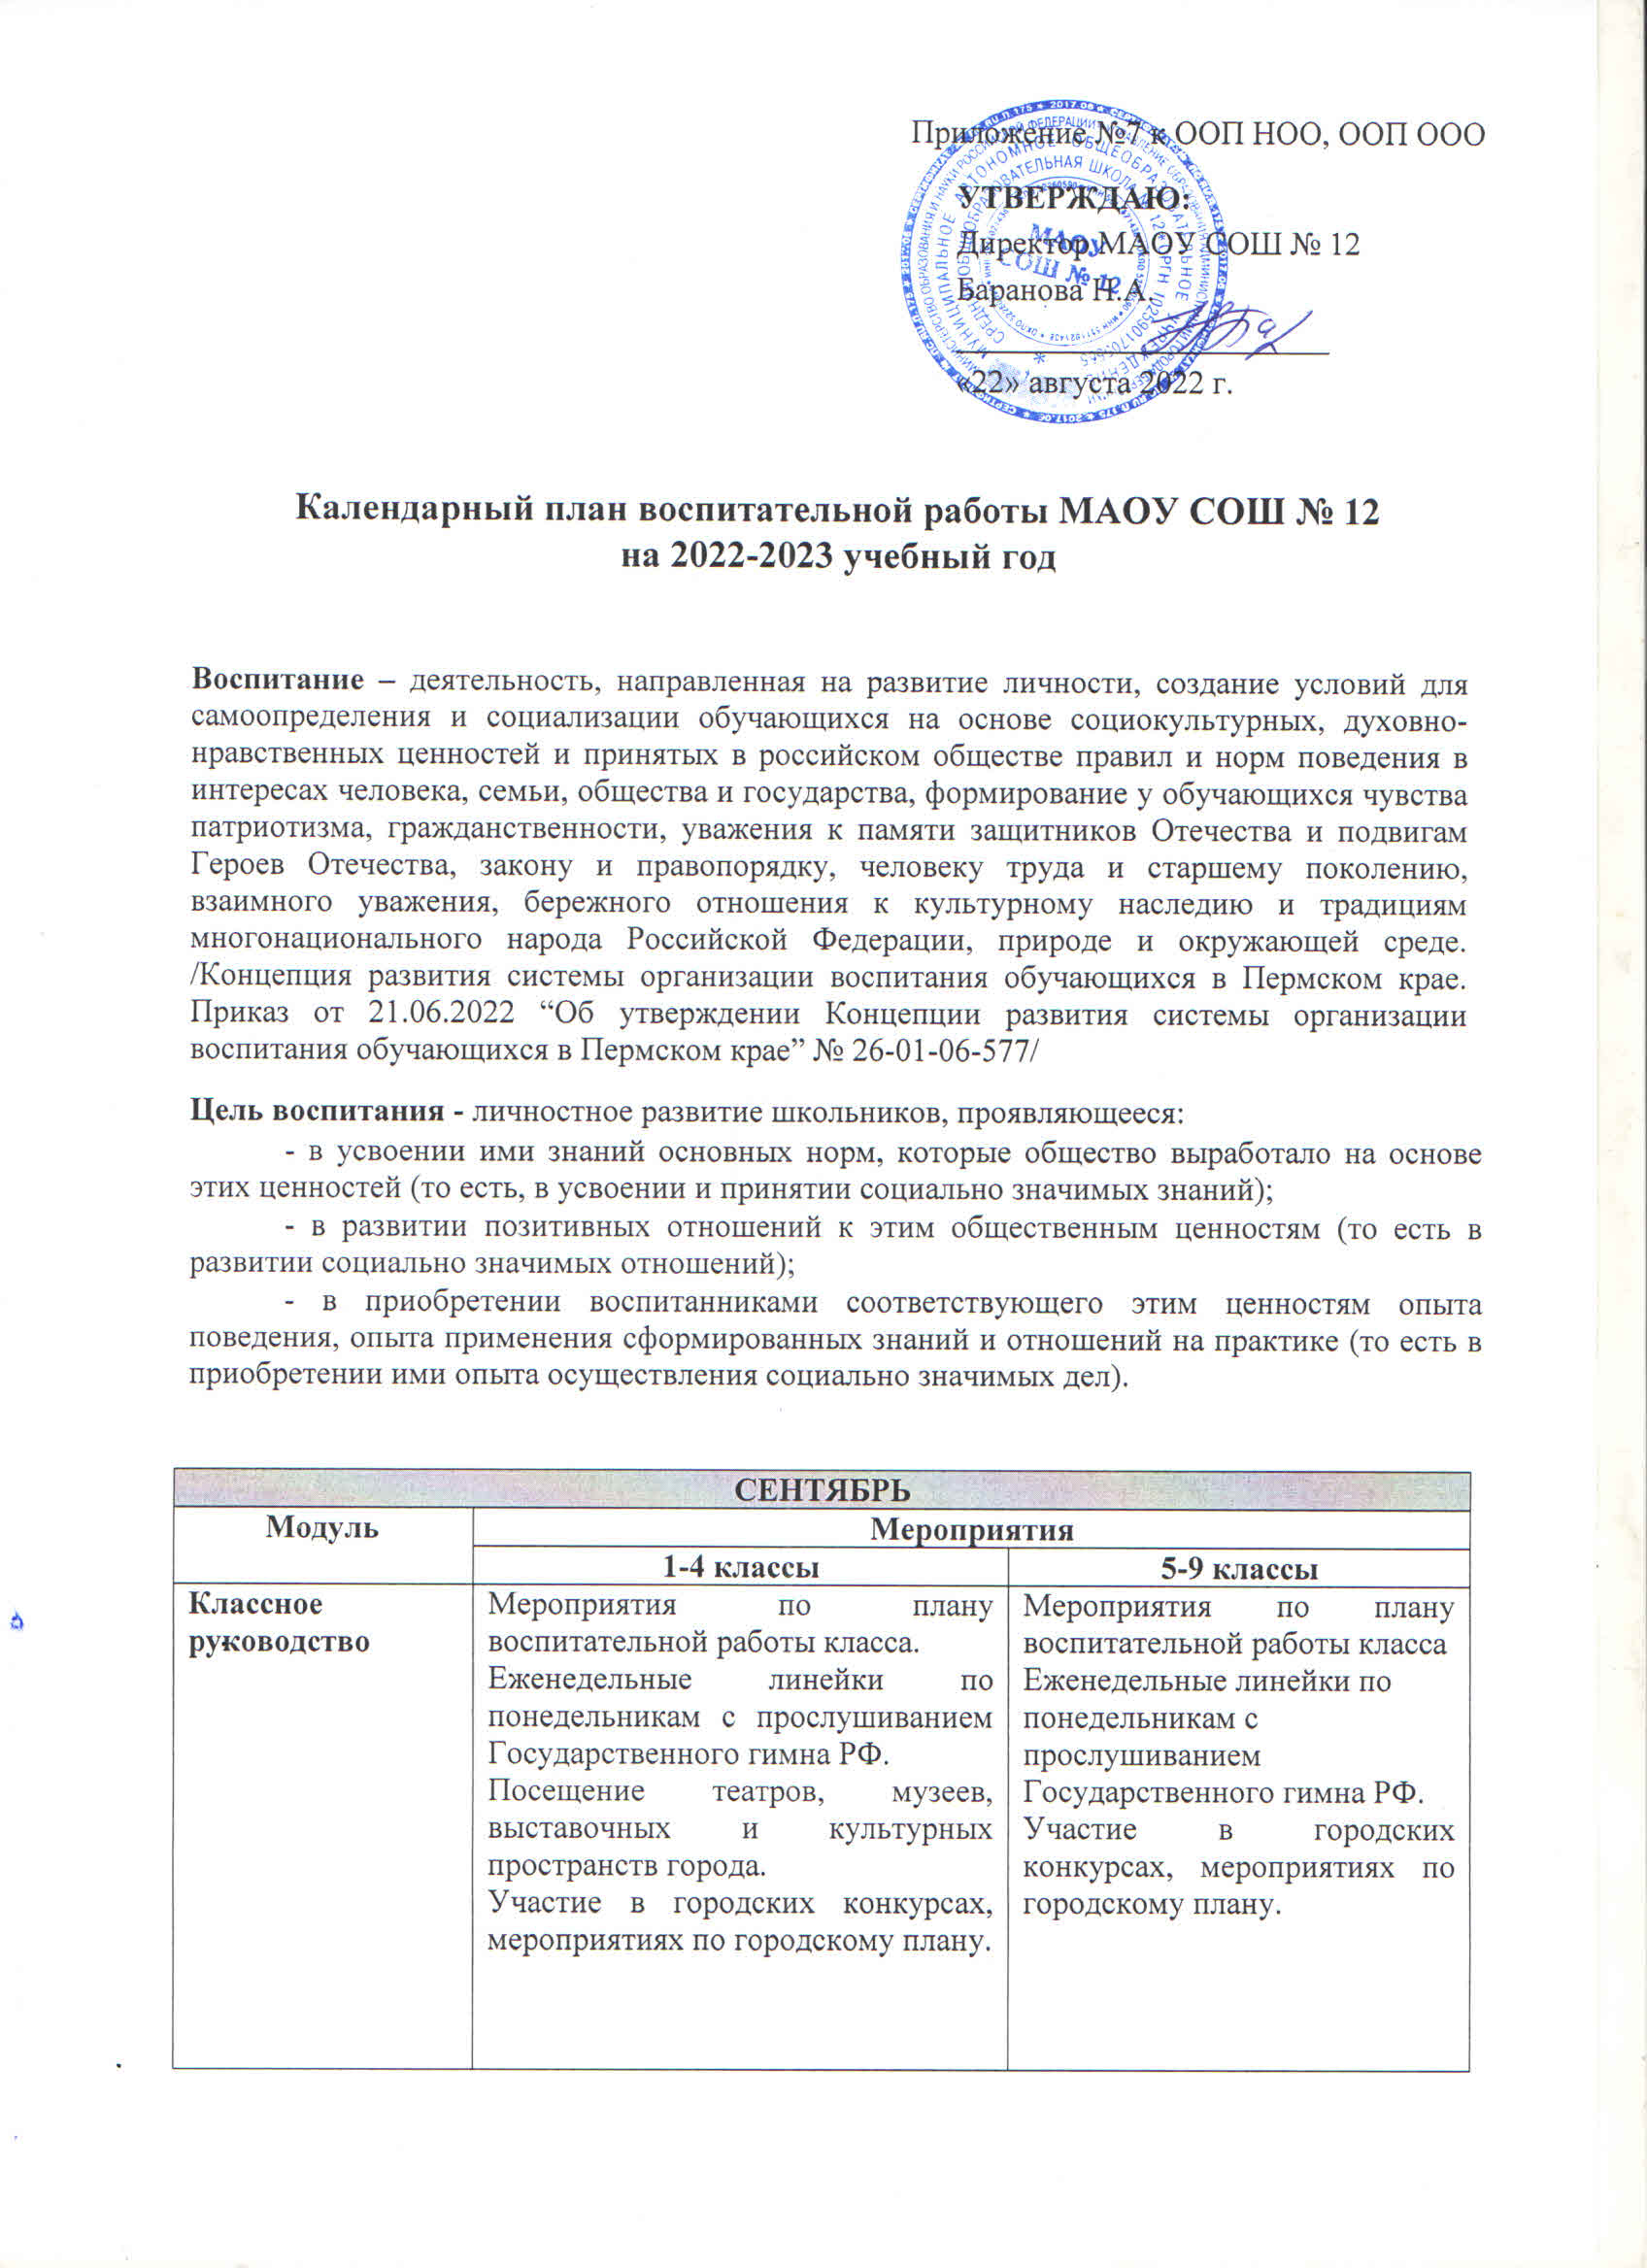 Приложение №7 к ООП НОО, ООП ООО
УТВЕРЖДАЮ:
Директор МАОУ СОШ № 12
Баранова Н.А.
«22» августа 2022 г.
МАОУ
СОШ № 12
Календарный план воспитательной работы МАОУ СОШ № 12
на 2022-2023 учебный год
Воспитание – деятельность, направленная на развитие личности, создание условий для
самоопределения и социализации обучающихся на основе социокультурных, духовно-
нравственных ценностей и принятых в российском обществе правил и норм поведения в
интересах человека, семьи, общества и государства, формирование у обучающихся чувства
патриотизма, гражданственности, уважения к памяти защитников Отечества и подвигам
Героев Отечества, закону и правопорядку, человеку труда и старшему поколению,
взаимного уважения, бережного отношения к культурному наследию и традициям
многонационального народа Российской Федерации, природе и окружающей среде.
/Концепция развития системы организации воспитания обучающихся в Пермском крае.
Приказ от 21.06.2022 “Об утверждении Концепции развития системы организации
воспитания обучающихся в Пермском крае” № 26-01-06-577/
Цель воспитания - личностное развитие школьников, проявляющееся:
- в усвоении ими знаний основных норм, которые общество выработало на основе
этих ценностей (то есть, в усвоении и принятии социально значимых знаний);
- в развитии позитивных отношений к этим общественным ценностям (то есть в
развитии социально значимых отношений);
- в приобретении воспитанниками соответствующего этим ценностям опыта
поведения, опыта применения сформированных знаний и отношений на практике (то есть в
приобретении ими опыта осуществления социально значимых дел).
СЕНТЯБРЬ
Модуль
Мероприятия
1-4 классы
5-9 классы
Классное
руководство
Мероприятия по плану
воспитательной работы класса.
Еженедельные линейки по
понедельникам с прослушиванием
Государственного гимна РФ.
Посещение театров, музеев,
выставочных и культурных
пространств города.
Участие в городских конкурсах,
мероприятиях по городскому плану.
Мероприятия по плану
воспитательной работы класса
Еженедельные линейки по
понедельникам с
прослушиванием
Государственного гимна РФ.
Участие в городских
конкурсах, мероприятиях по
городскому плану.